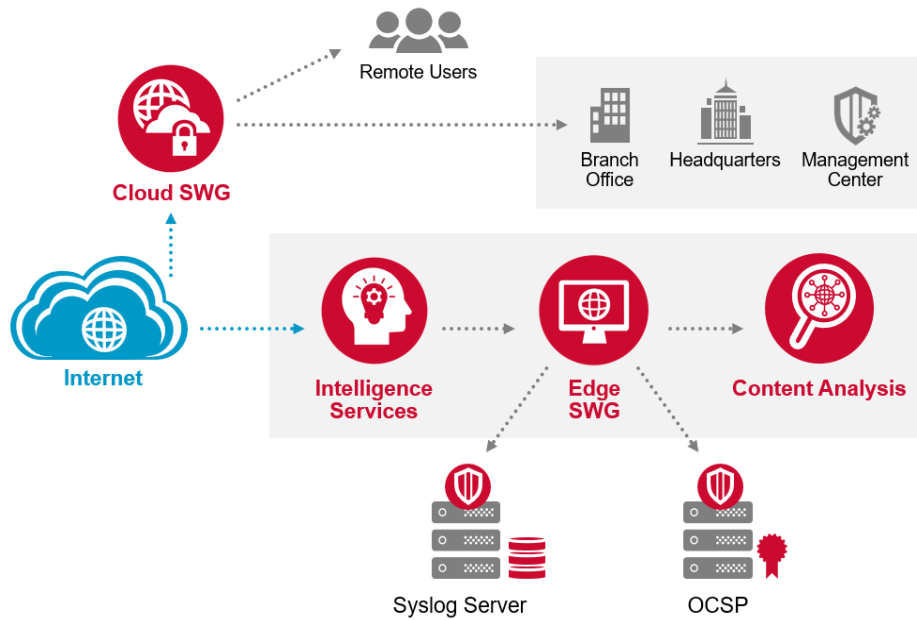 Remote Users
Cloud SWG
Branch
Office
Headquarters
Management
Center
Internet
Intelligence
Services
Edge
SWG
Content Analysis
Syslog Server
OCSP